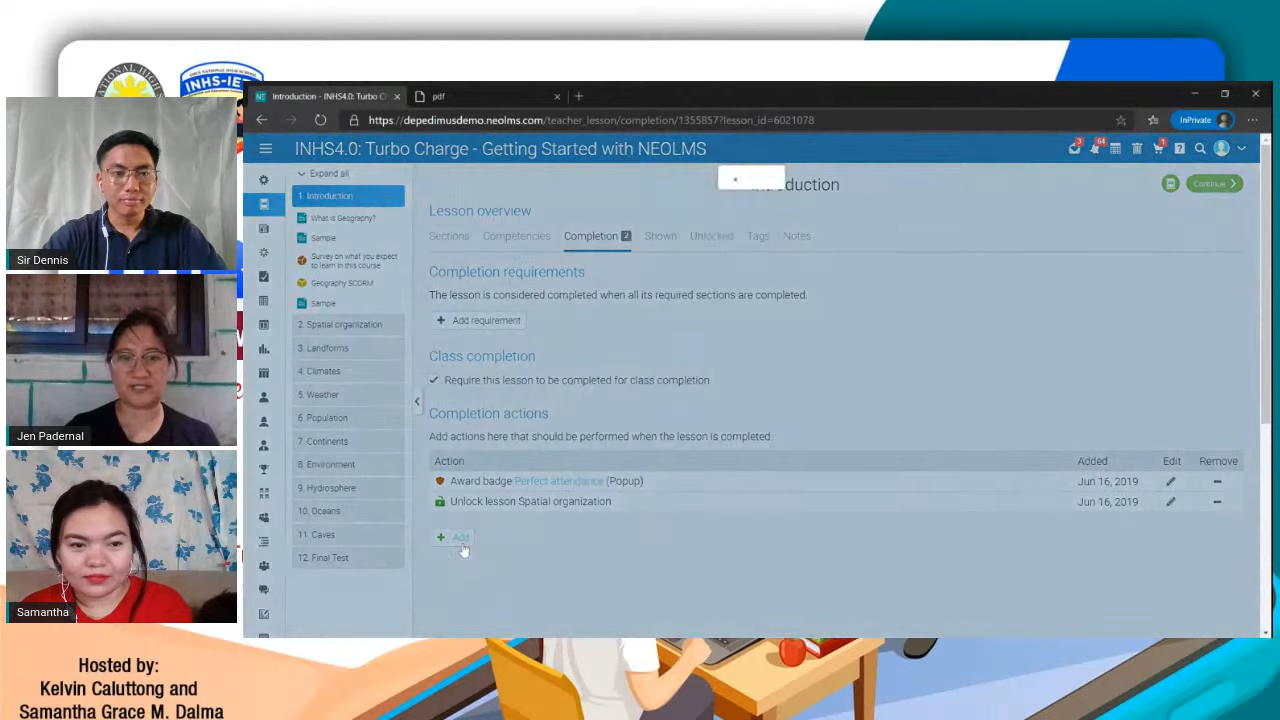 INHS-IET
Introduction - INHS4.0: Turbo C
pdf
https://depedimusdemo.neolms.com/teacher_lesson/completion/1355857?lesson_id=6021078
InPrivate
INHS4.0: Turbo Charge - Getting Started with NEOLMS
3
64
1
Expand all
1. Introduction
What is Geography?
Sample
Survey on what you expect
to learn in this course
Geography SCORM
Sample
2. Spatial organization
3. Landforms
4. Climates
5. Weather
6. Population
7. Continents
8. Environment
9. Hydrosphere
10. Oceans
11. Caves
12. Final Test
Continue
Lesson overview
Sections Competencies Completion 2 Shown Unlocked Tags Notes
Completion requirements
The lesson is considered completed when all its required sections are completed.
+ Add requirement
Class completion
Require this lesson to be completed for class completion
Completion actions
Add actions here that should be performed when the lesson is completed
Action Added Edit Remove
Award badge Perfect attendance (Popup) Jun 16, 2019
Unlock lesson Spatial organization Jun 16, 2019
+ Add
Sir Dennis
Jen Padernal
Samantha
Hosted by:
Kelvin Caluttong and
Samantha Grace M. Dalma